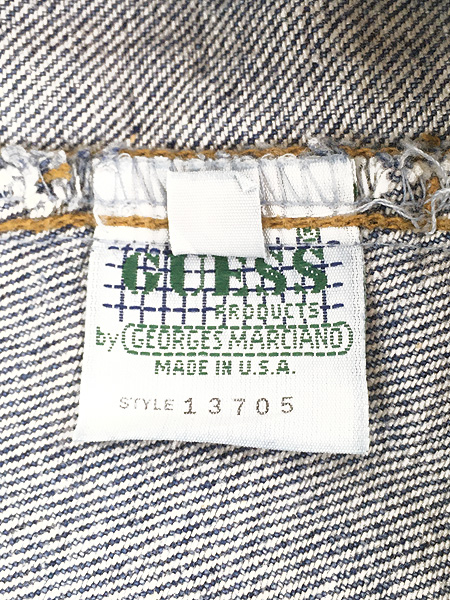 GUESS
PRODUCTS
by GEORGES MARCIANO
MADE IN U.S.A.
STYLE 13705